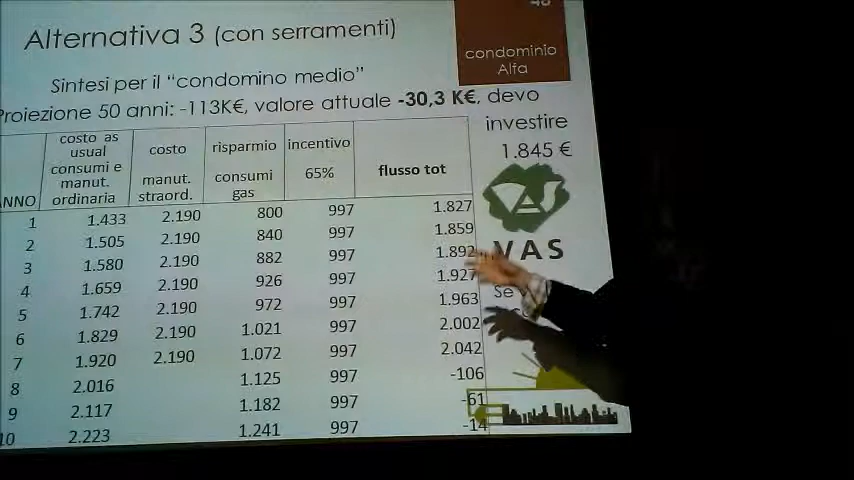 Alternativa 3 (con serramenti)
condominio
Alfa
Sintesi per il “condomino medio”
Proiezione 50 anni: -113K€, valore attuale -30,3 K€, devo
investire
1.845 €
VAS
ANNO costo as usual consumi e manut. ordinaria costo manut. straord. risparmio consumi gas incentivo 65% flusso tot
1 1.433 2.190 800 997 1.827
2 1.505 2.190 840 997 1.859
3 1.580 2.190 882 997 1.892
4 1.659 2.190 926 997 1.927
5 1.742 2.190 972 997 1.963
6 1.829 2.190 1.021 997 2.002
7 1.920 2.190 1.072 997 2.042
8 2.016 1.125 997 -106
9 2.117 1.182 997 -61
10 2.223 1.241 997 -14
Se